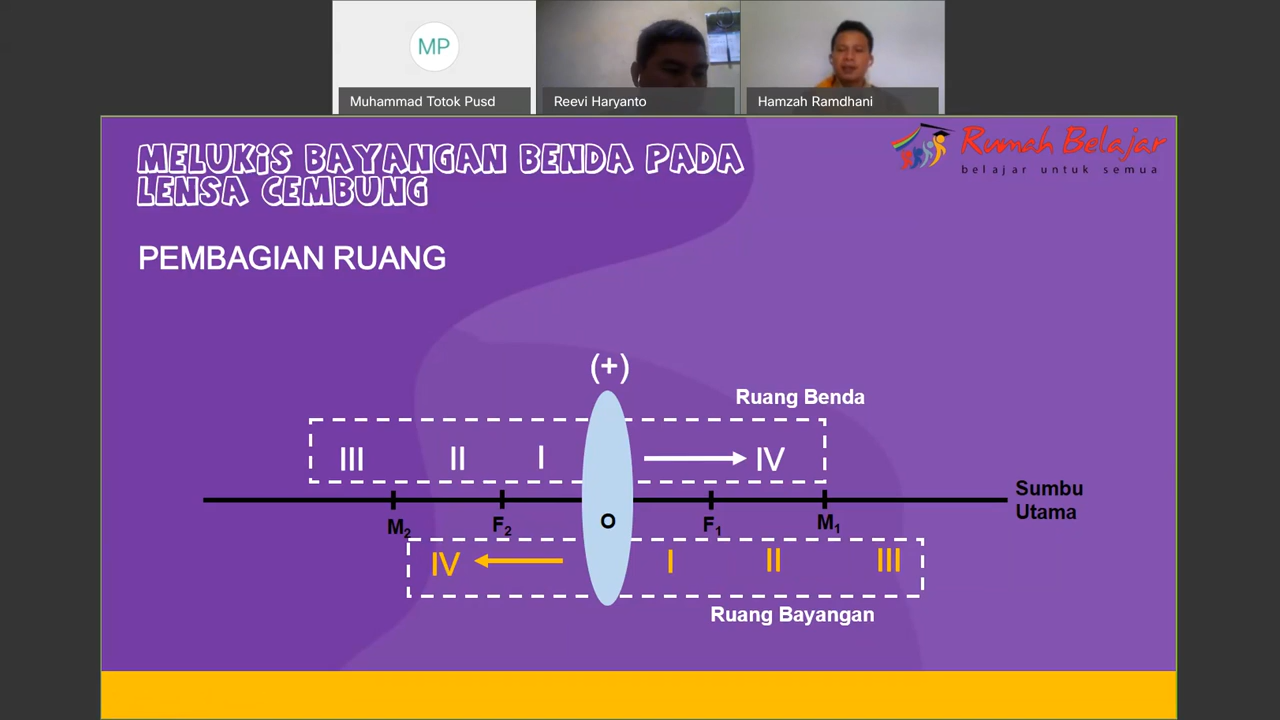 MP
Muhammad Totok Pusd
Reevi Haryanto
Hamzah Ramdhani
MELUKiS BAYANGAN BENDA PADA
LENSA CEMBUNG
Rumah Belajar
belajar untuk semua
PEMBAGIAN RUANG
(+)
Ruang Benda
III II I IV
Sumbu
Utama
M₂ F₂ O F₁ M₁
IV I II III
Ruang Bayangan